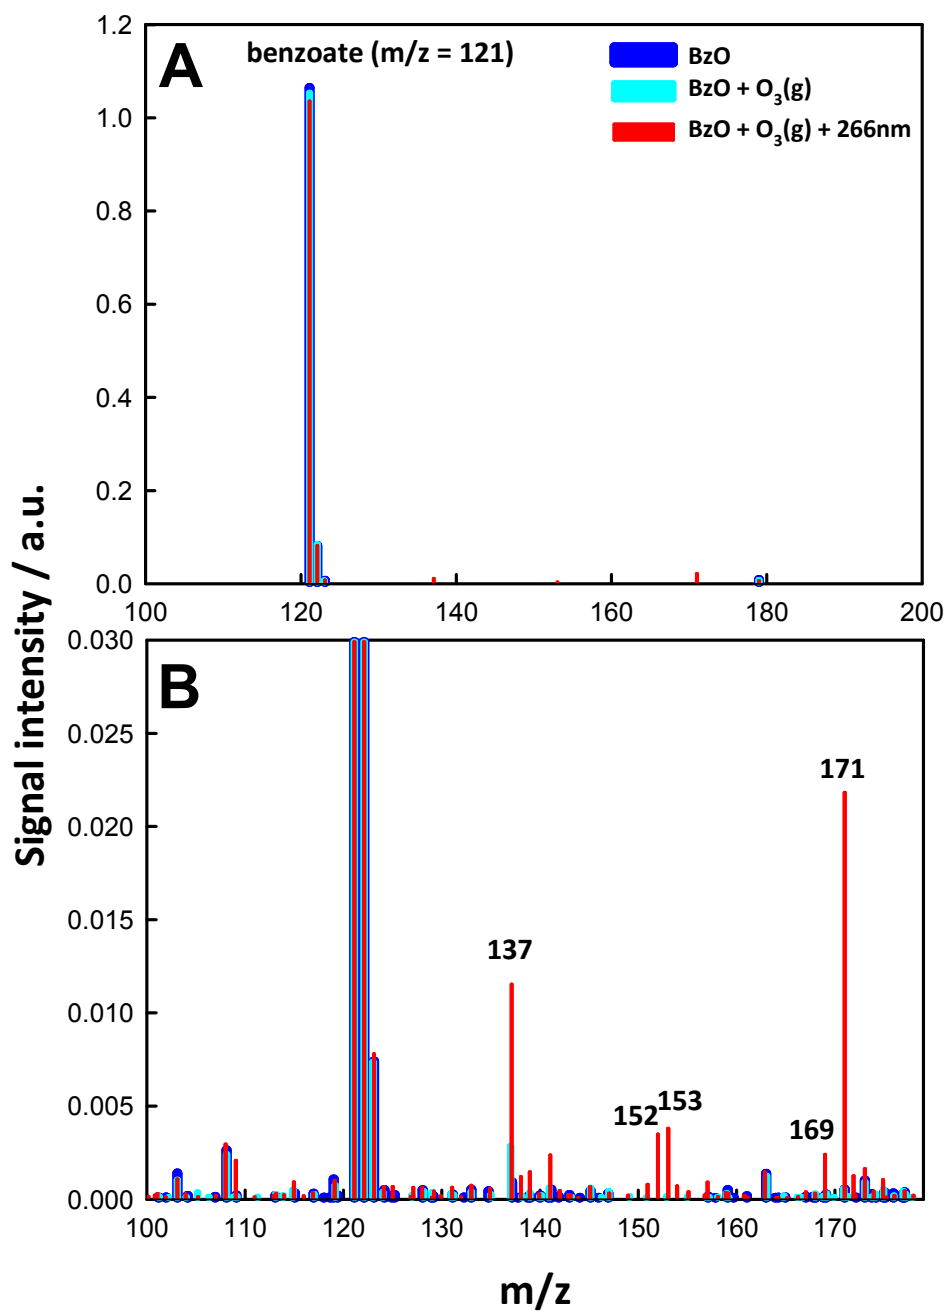 A
benzoate (m/z = 121)
BzO
BzO + O3(g)
BzO + O3(g) + 266nm
1.2
1.0
0.8
0.6
0.4
0.2
0.0
100 120 140 160 180 200
Signal intensity / a.u.
B
0.030
0.025
0.020
0.015
0.010
0.005
0.000
171
137
152 153
169
100 110 120 130 140 150 160 170
m/z